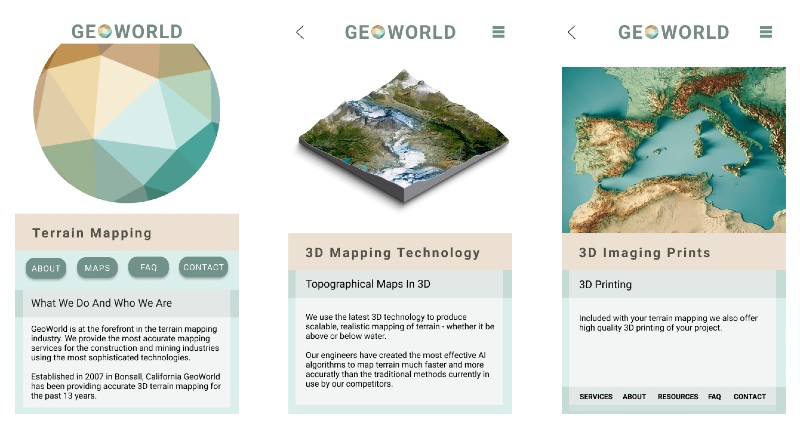 GEOWORLD
Terrain Mapping
ABOUT MAPS FAQ CONTACT
What We Do And Who We Are
GeoWorld is at the forefront in the terrain mapping
industry. We provide the most accurate mapping
services for the construction and mining industries
using the most sophisticated technologies.
Established in 2007 in Bonsall, California GeoWorld
has been providing accurate 3D terrain mapping for
the past 13 years.
GEOWORLD
3D Mapping Technology
Topographical Maps In 3D
We use the latest 3D technology to produce
scalable, realistic mapping of terrain - whether it be
above or below water.
Our engineers have created the most effective AI
algorithms to map terrain much faster and more
accuratly than the traditional methods currently in
use by our competitors.
GEOWORLD
3D Imaging Prints
3D Printing
Included with your terrain mapping we also offer
high quality 3D printing of your project.
SERVICES ABOUT RESOURCES FAQ CONTACT